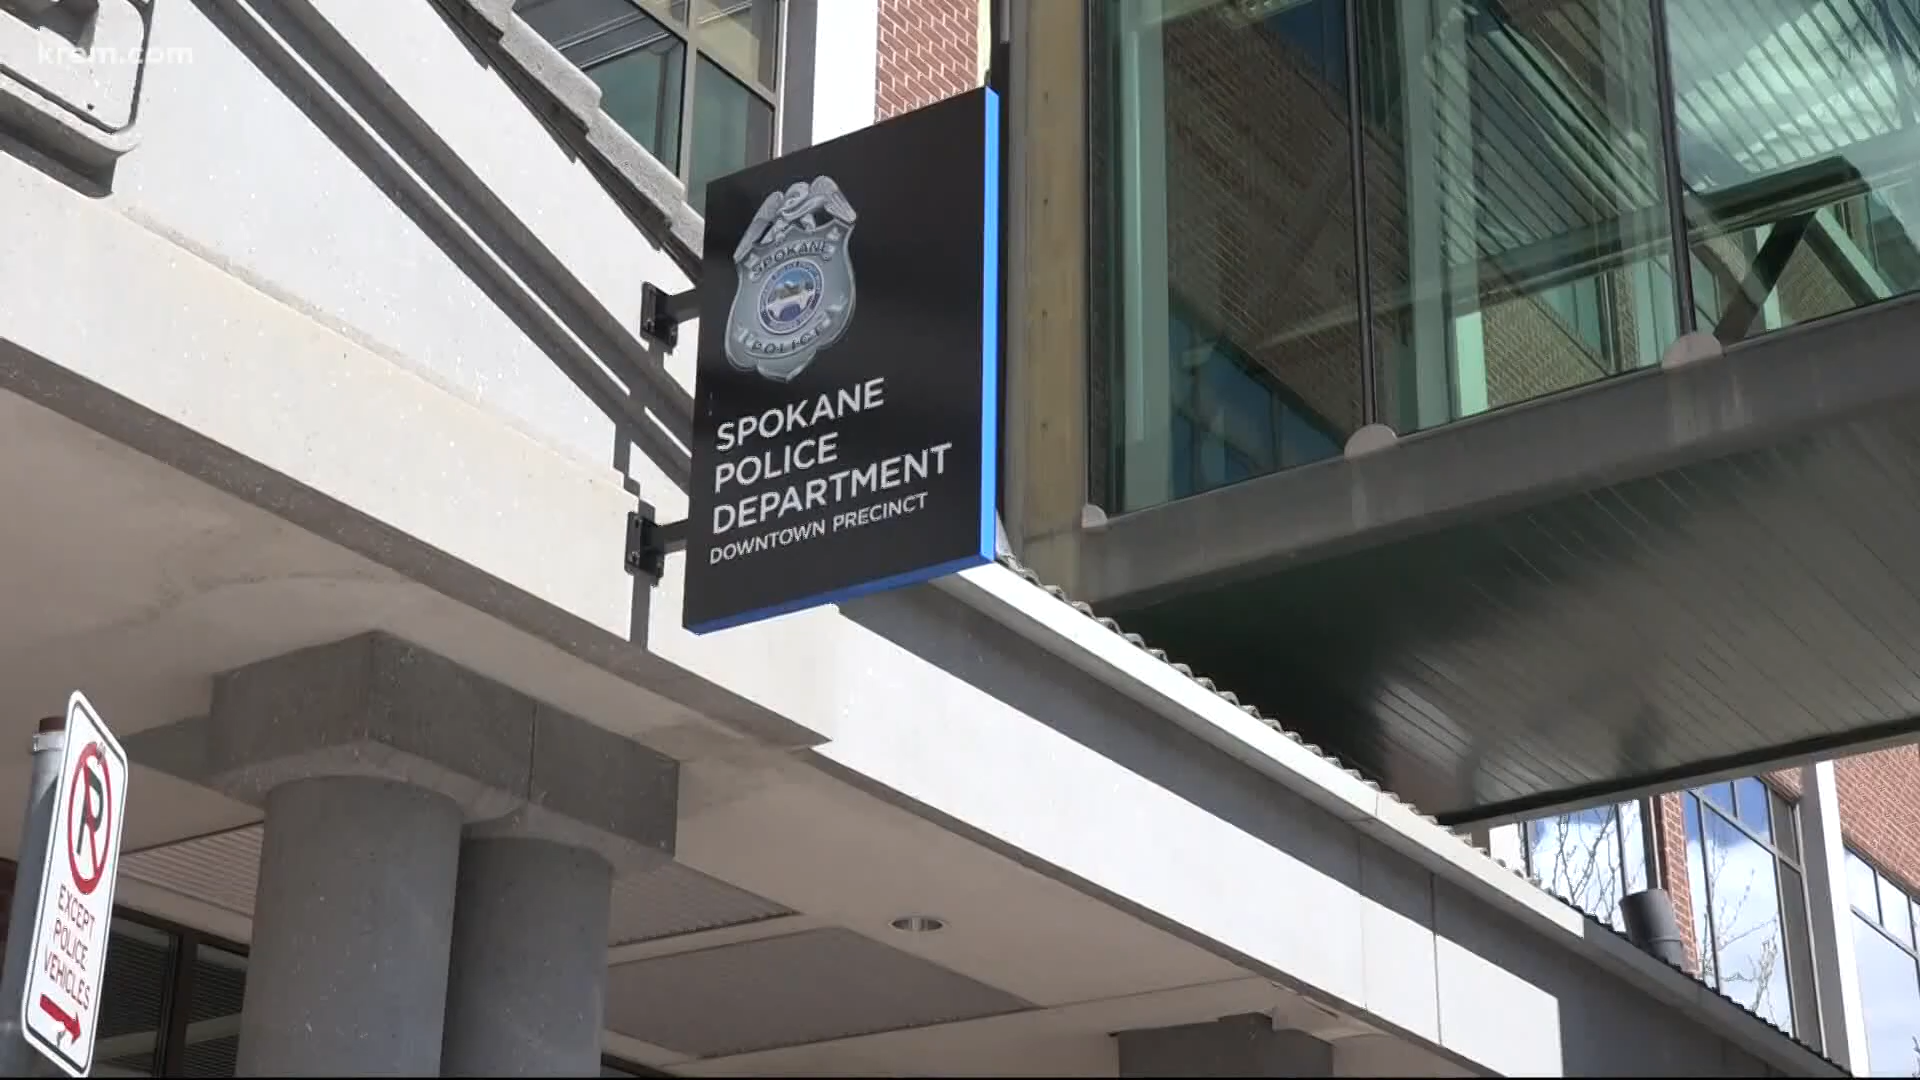 krem.com
SPOKANE
POLICE
SPOKANE
POLICE
DEPARTMENT
DOWNTOWN PRECINCT
P
EXCEPT
POLICE
VEHICLES